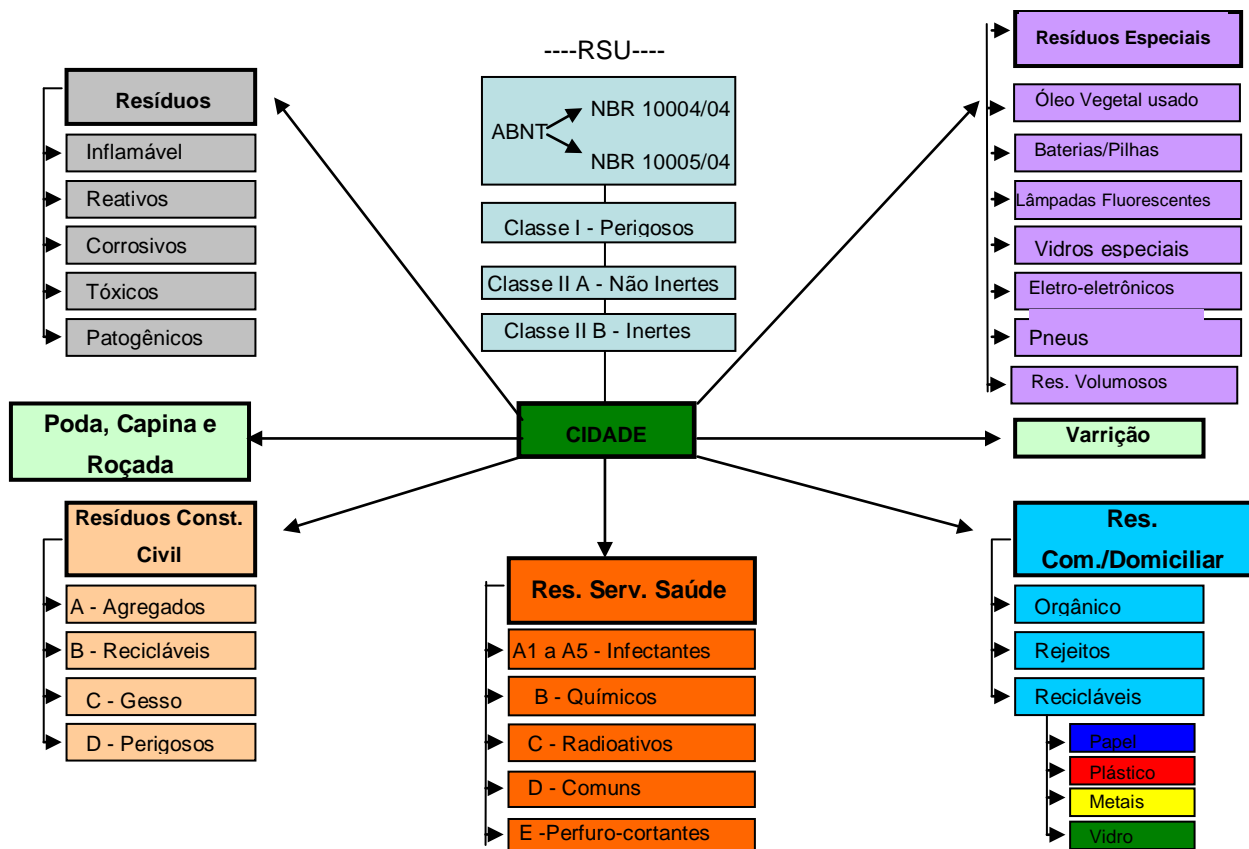 ----RSU----
ABNT
NBR 10004/04
NBR 10005/04
Classe I - Perigosos
Classe II A - Não Inertes
Classe II B - Inertes
Resíduos
Inflamável
Reativos
Corrosivos
Tóxicos
Patogênicos
Resíduos Especiais
Óleo Vegetal usado
Baterias/Pilhas
Lâmpadas Fluorescentes
Vidros especiais
Eletro-eletrônicos
Pneus
Res. Volumosos
Poda, Capina e
Roçada
CIDADE
Varrição
Resíduos Const.
Civil
A - Agregados
B - Recicláveis
C - Gesso
D - Perigosos
Res. Serv. Saúde
A1 a A5 - Infectantes
B - Químicos
C - Radioativos
D - Comuns
E -Perfuro-cortantes
Res.
Com./Domiciliar
Orgânico
Rejeitos
Recicláveis
Papel
Plástico
Metais
Vidro